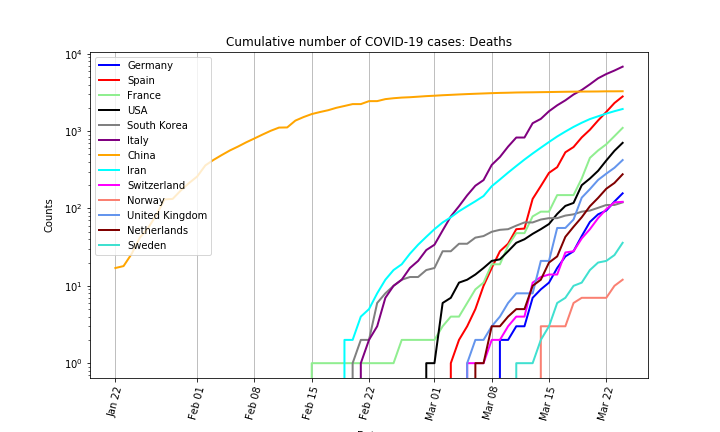 Cumulative number of COVID-19 cases: Deaths
Counts
10⁴
10³
10²
10¹
10⁰
Germany
Spain
France
USA
South Korea
Italy
China
Iran
Switzerland
Norway
United Kingdom
Netherlands
Sweden
Jan 22
Feb 01
Feb 08
Feb 15
Feb 22
Mar 01
Mar 08
Mar 15
Mar 22